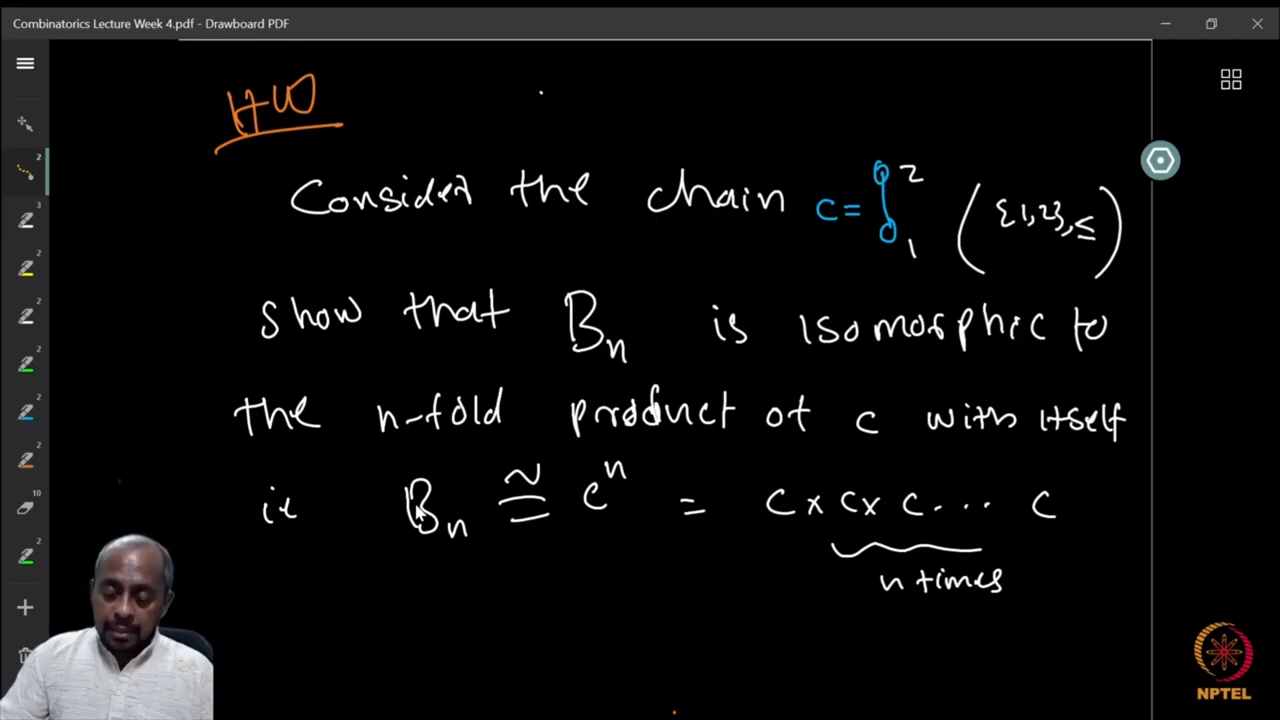 Combinatorics Lecture Week 4.pdf - Drawboard PDF
HW
Consider the chain c = 2 1 ({1,2}, ≤)
show that Bn is isomorphic to
the n-fold product of c with itself
ie Bn ≅ cⁿ = c × c × c ... c
n times
NPTEL